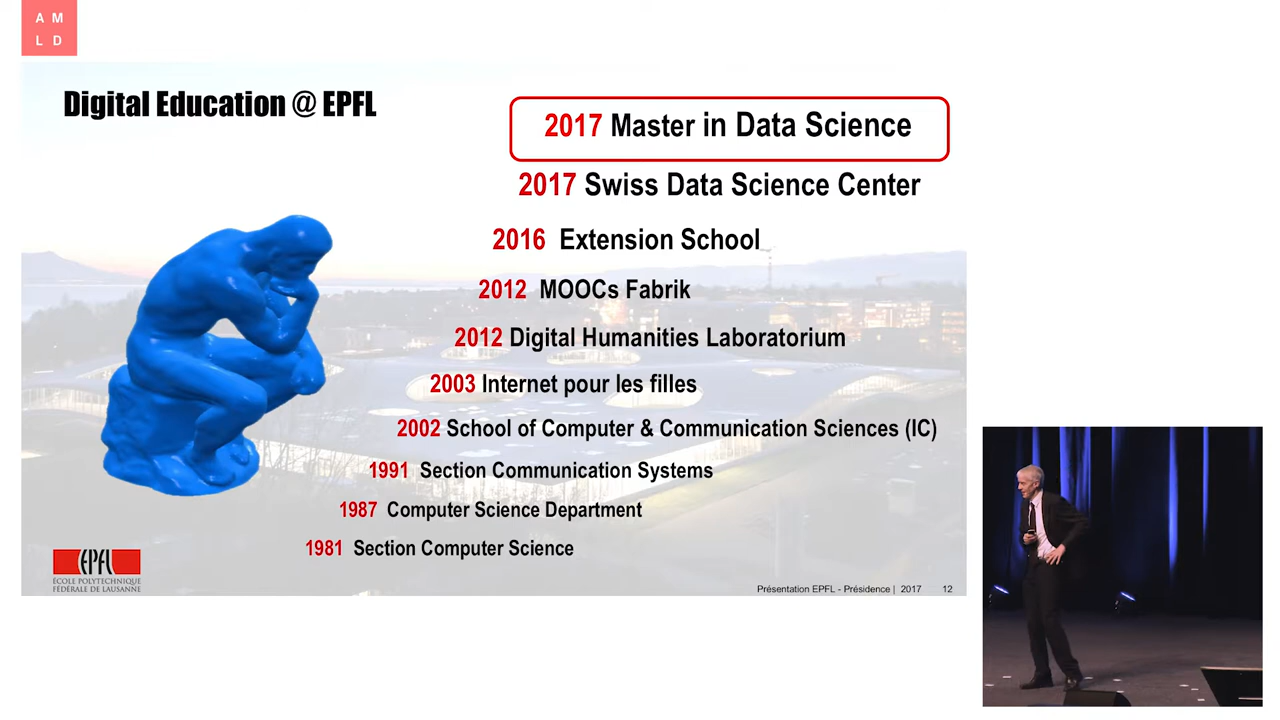 A M
L D
Digital Education @ EPFL
2017 Master in Data Science
2017 Swiss Data Science Center
2016 Extension School
2012 MOOCs Fabrik
2012 Digital Humanities Laboratorium
2003 Internet pour les filles
2002 School of Computer & Communication Sciences (IC)
1991 Section Communication Systems
1987 Computer Science Department
1981 Section Computer Science
EPFL
ÉCOLE POLYTECHNIQUE
FÉDÉRALE DE LAUSANNE
Présentation EPFL - Présidence | 2017 12